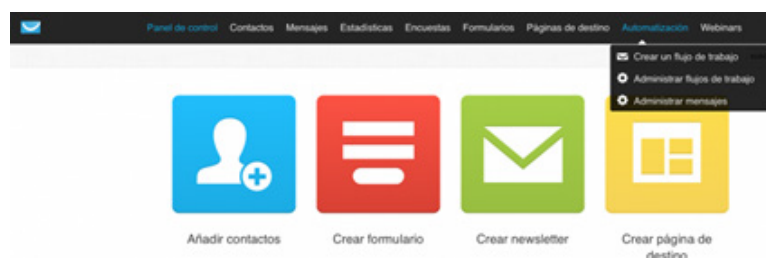 Panel de control Contactos Mensajes Estadísticas Encuestas Formularios Páginas de destino Automatización Webinars
Crear un flujo de trabajo
Administrar flujos de trabajo
Administrar mensajes
Añadir contactos
Crear formulario
Crear newsletter
Crear página de
destino